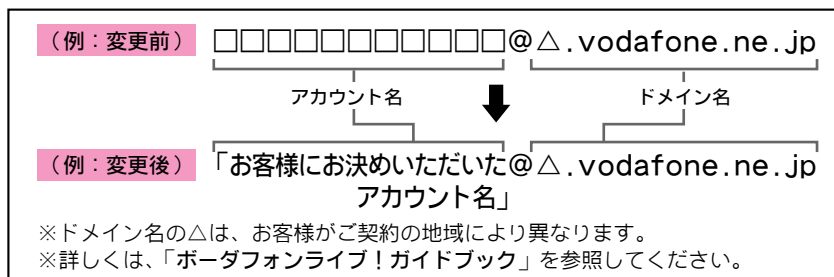 （例：変更前） □□□□□□□□□□□@△.vodafone.ne.jp
アカウント名 ドメイン名
（例：変更後） 「お客様にお決めいただいた@△.vodafone.ne.jp
アカウント名」
※ドメイン名の△は、お客様がご契約の地域により異なります。
※詳しくは、「ボーダフォンライブ！ガイドブック」を参照してください。